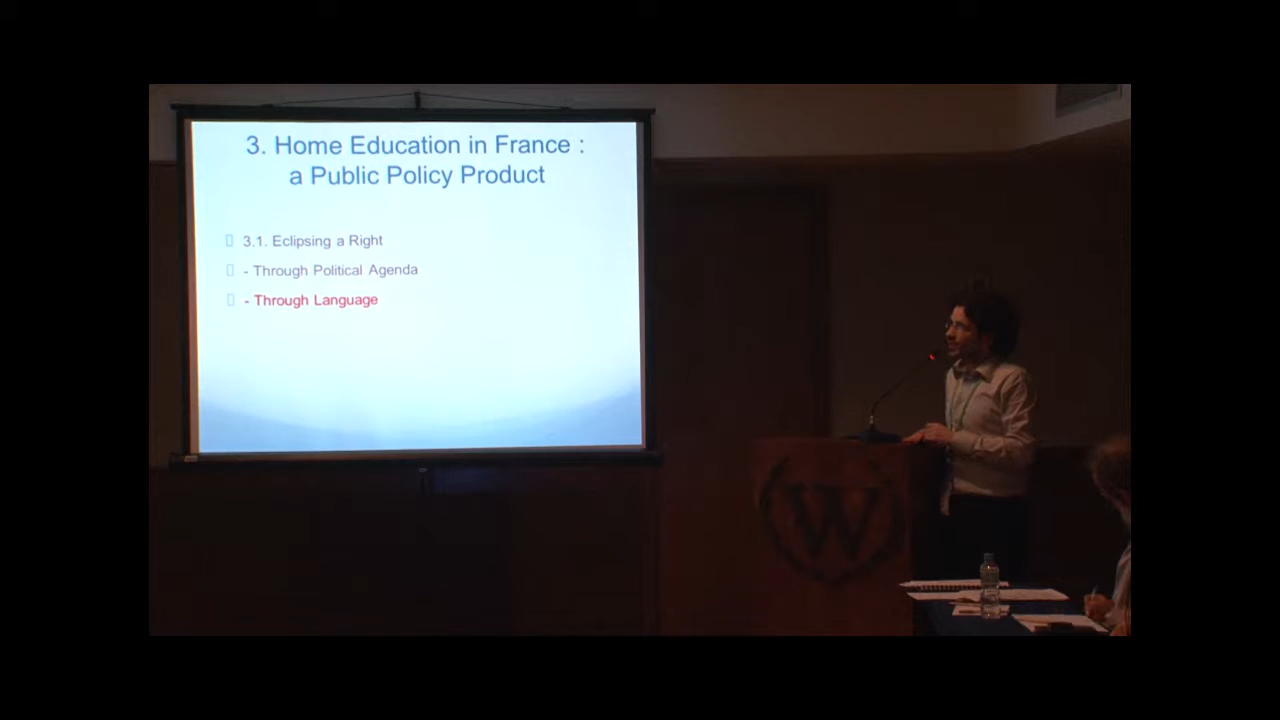 3. Home Education in France :
a Public Policy Product
3.1. Eclipsing a Right
- Through Political Agenda
- Through Language
W